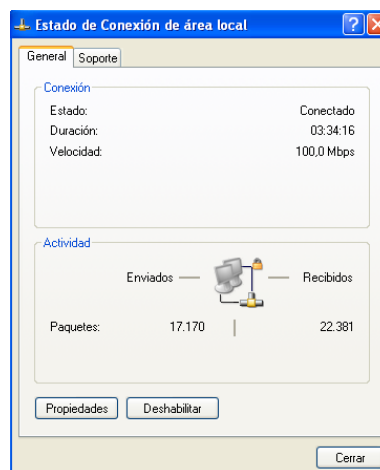 Estado de Conexión de área local
General Soporte
Conexión
Estado: Conectado
Duración: 03:34:16
Velocidad: 100,0 Mbps
Actividad
Enviados Recibidos
Paquetes: 17.170 22.381
Propiedades Deshabilitar
Cerrar